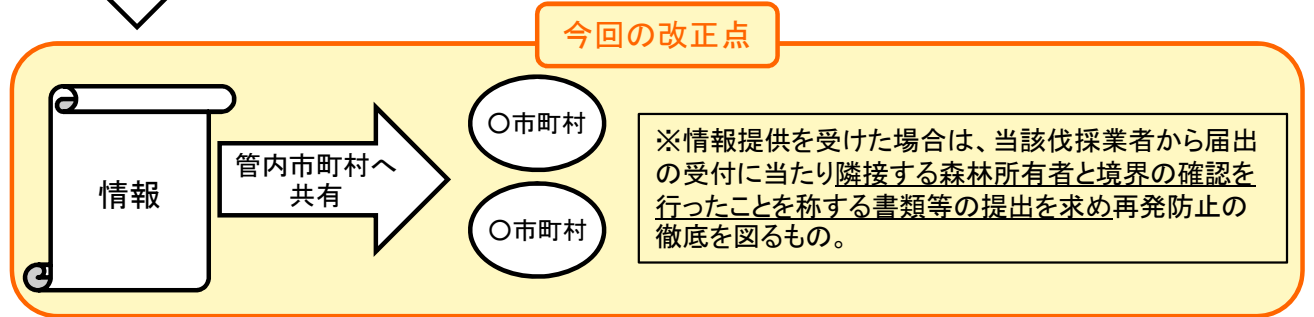 今回の改正点
情報
管内市町村へ
共有
〇市町村
〇市町村
※情報提供を受けた場合は、当該伐採業者から届出
の受付に当たり隣接する森林所有者と境界の確認を
行ったことを称する書類等の提出を求め再発防止の
徹底を図るもの。